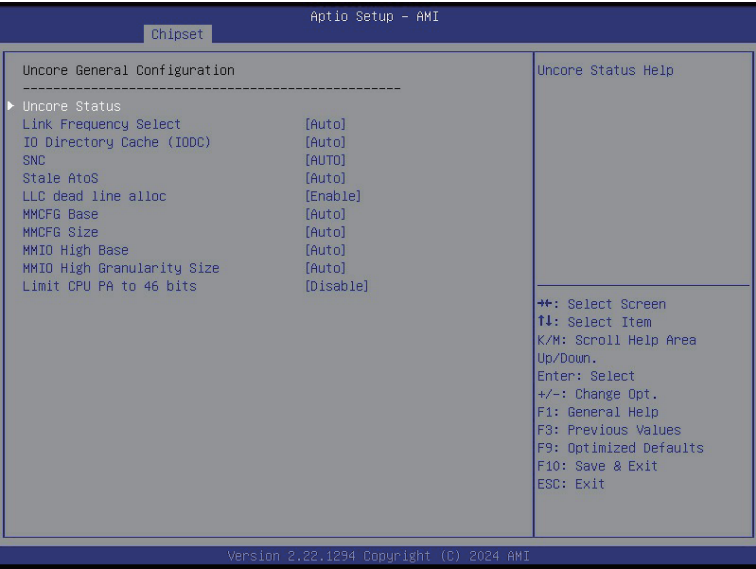 Aptio Setup – AMI
Chipset
Uncore General Configuration
------------------------------------------------
Uncore Status
Link Frequency Select [Auto]
IO Directory Cache (IODC) [Auto]
SNC [AUTO]
Stale AtoS [Auto]
LLC dead line alloc [Enable]
MMCFG Base [Auto]
MMCFG Size [Auto]
MMIO High Base [Auto]
MMIO High Granularity Size [Auto]
Limit CPU PA to 46 bits [Disable]
Uncore Status Help
→←: Select Screen
↑↓: Select Item
K/M: Scroll Help Area
Up/Down.
Enter: Select
+/-: Change Opt.
F1: General Help
F3: Previous Values
F9: Optimized Defaults
F10: Save & Exit
ESC: Exit
Version 2.22.1294 Copyright (C) 2024 AMI